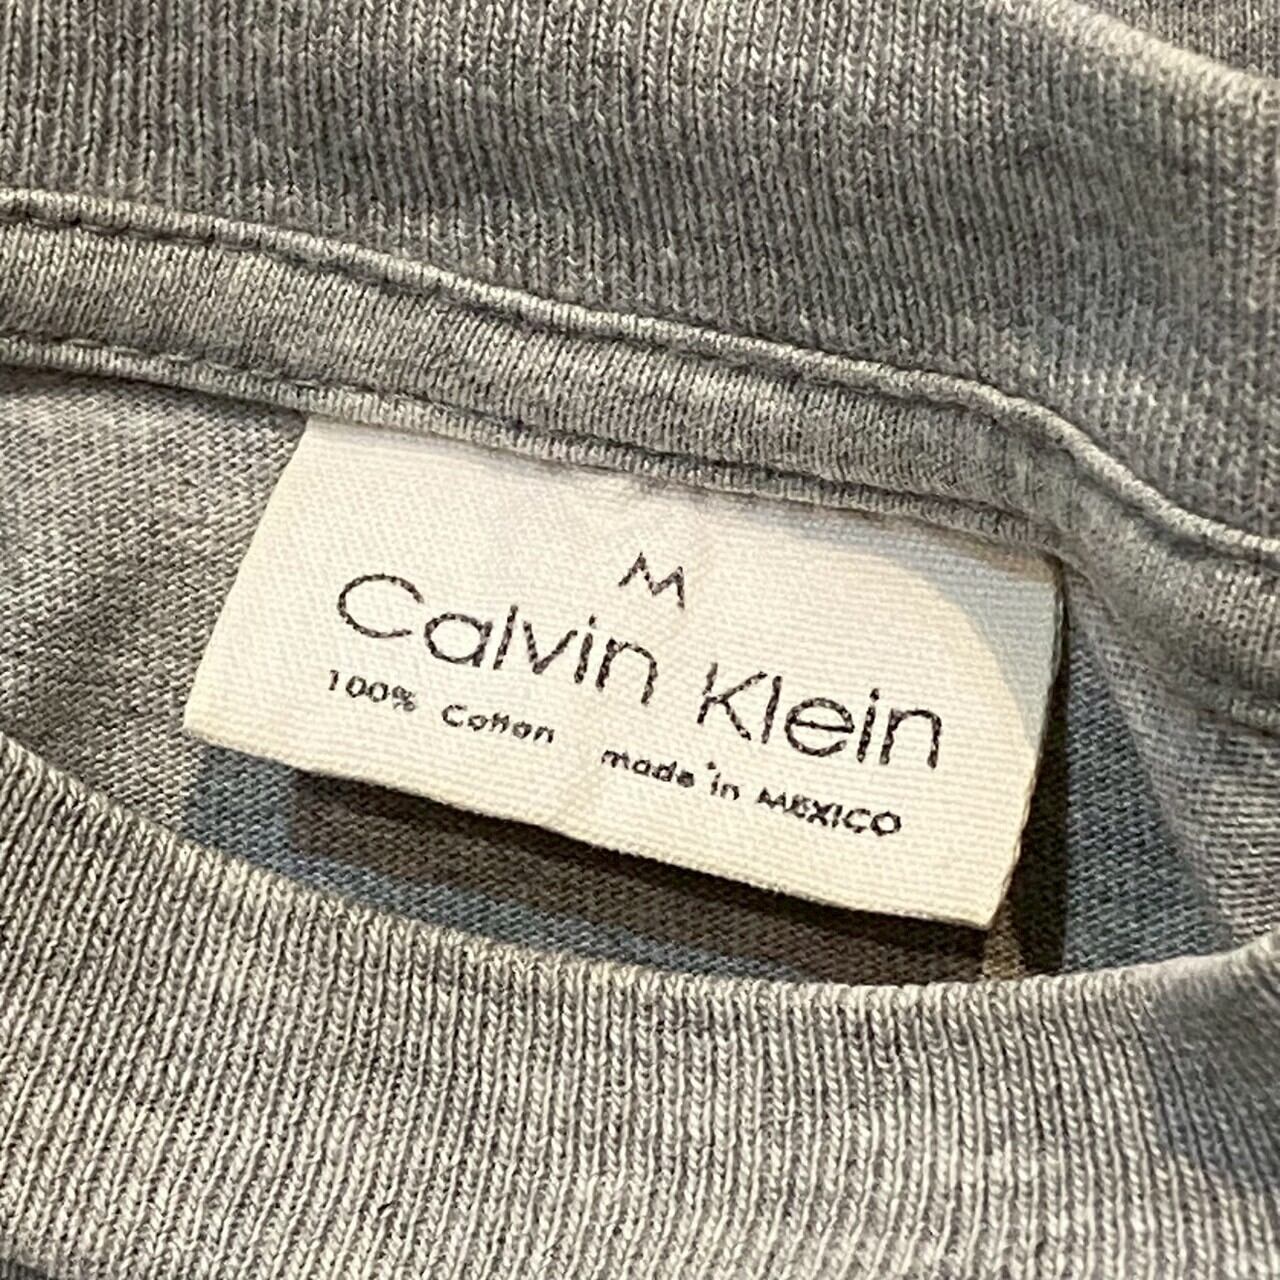 M
Calvin Klein
100% Cotton made in MEXICO